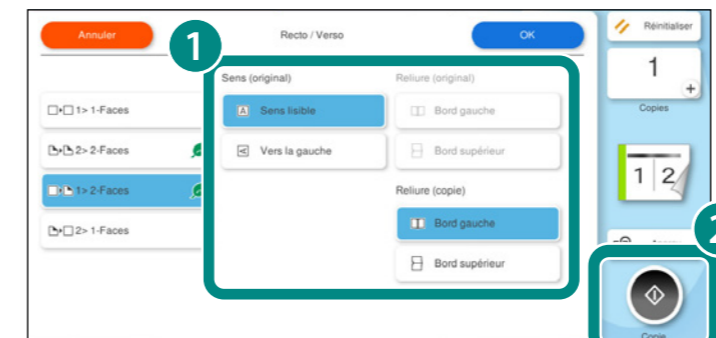 Annuler
Recto / Verso
OK
Réinitialiser
1
Sens (original)
Reliure (original)
1
+
Copies
1> 1-Faces
A Sens lisible
Bord gauche
2> 2-Faces
A Vers la gauche
Bord supérieur
1> 2-Faces
Reliure (copie)
1 2
Bord gauche
2> 1-Faces
Bord supérieur
2
Copie